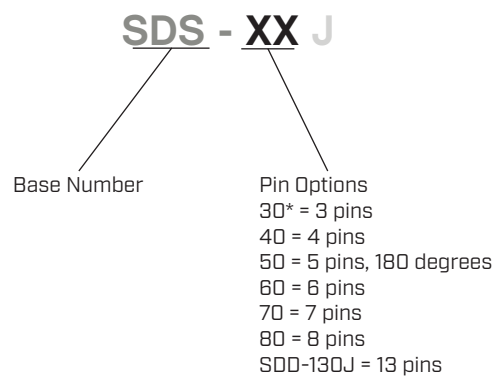 SDS - XX J
Base Number
Pin Options
30* = 3 pins
40 = 4 pins
50 = 5 pins, 180 degrees
60 = 6 pins
70 = 7 pins
80 = 8 pins
SDD-130J = 13 pins